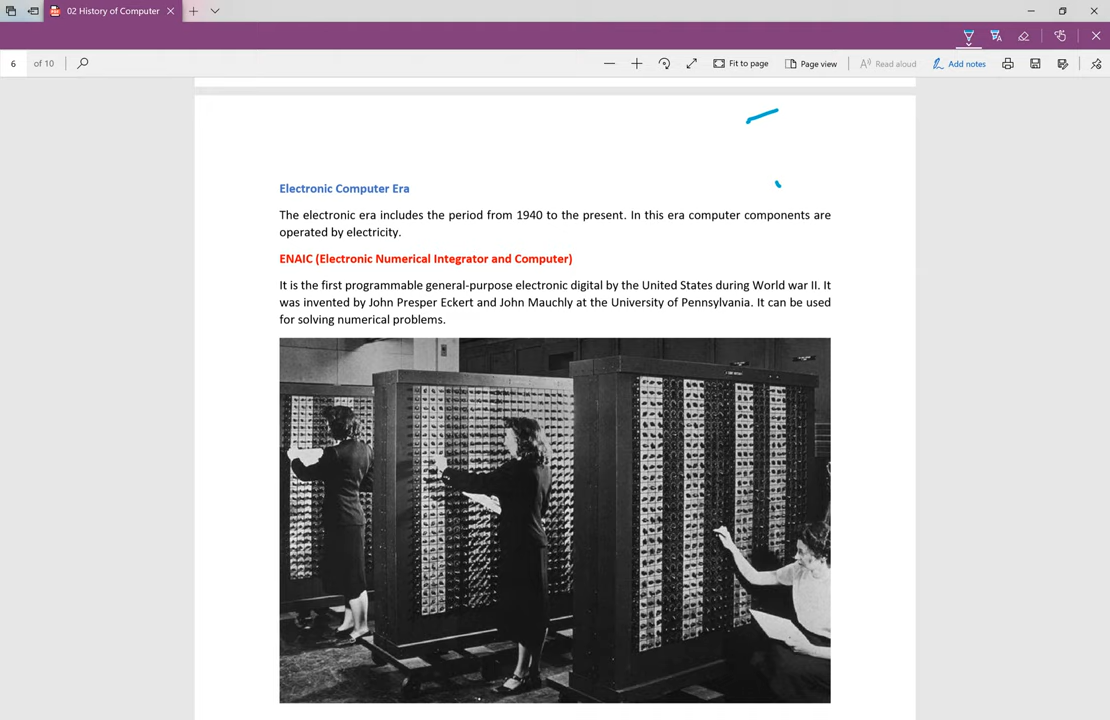 02 History of Computer
6 of 10
Fit to page
Page view
Read aloud
Add notes
Electronic Computer Era
The electronic era includes the period from 1940 to the present. In this era computer components are
operated by electricity.
ENAIC (Electronic Numerical Integrator and Computer)
It is the first programmable general-purpose electronic digital by the United States during World war II. It
was invented by John Presper Eckert and John Mauchly at the University of Pennsylvania. It can be used
for solving numerical problems.